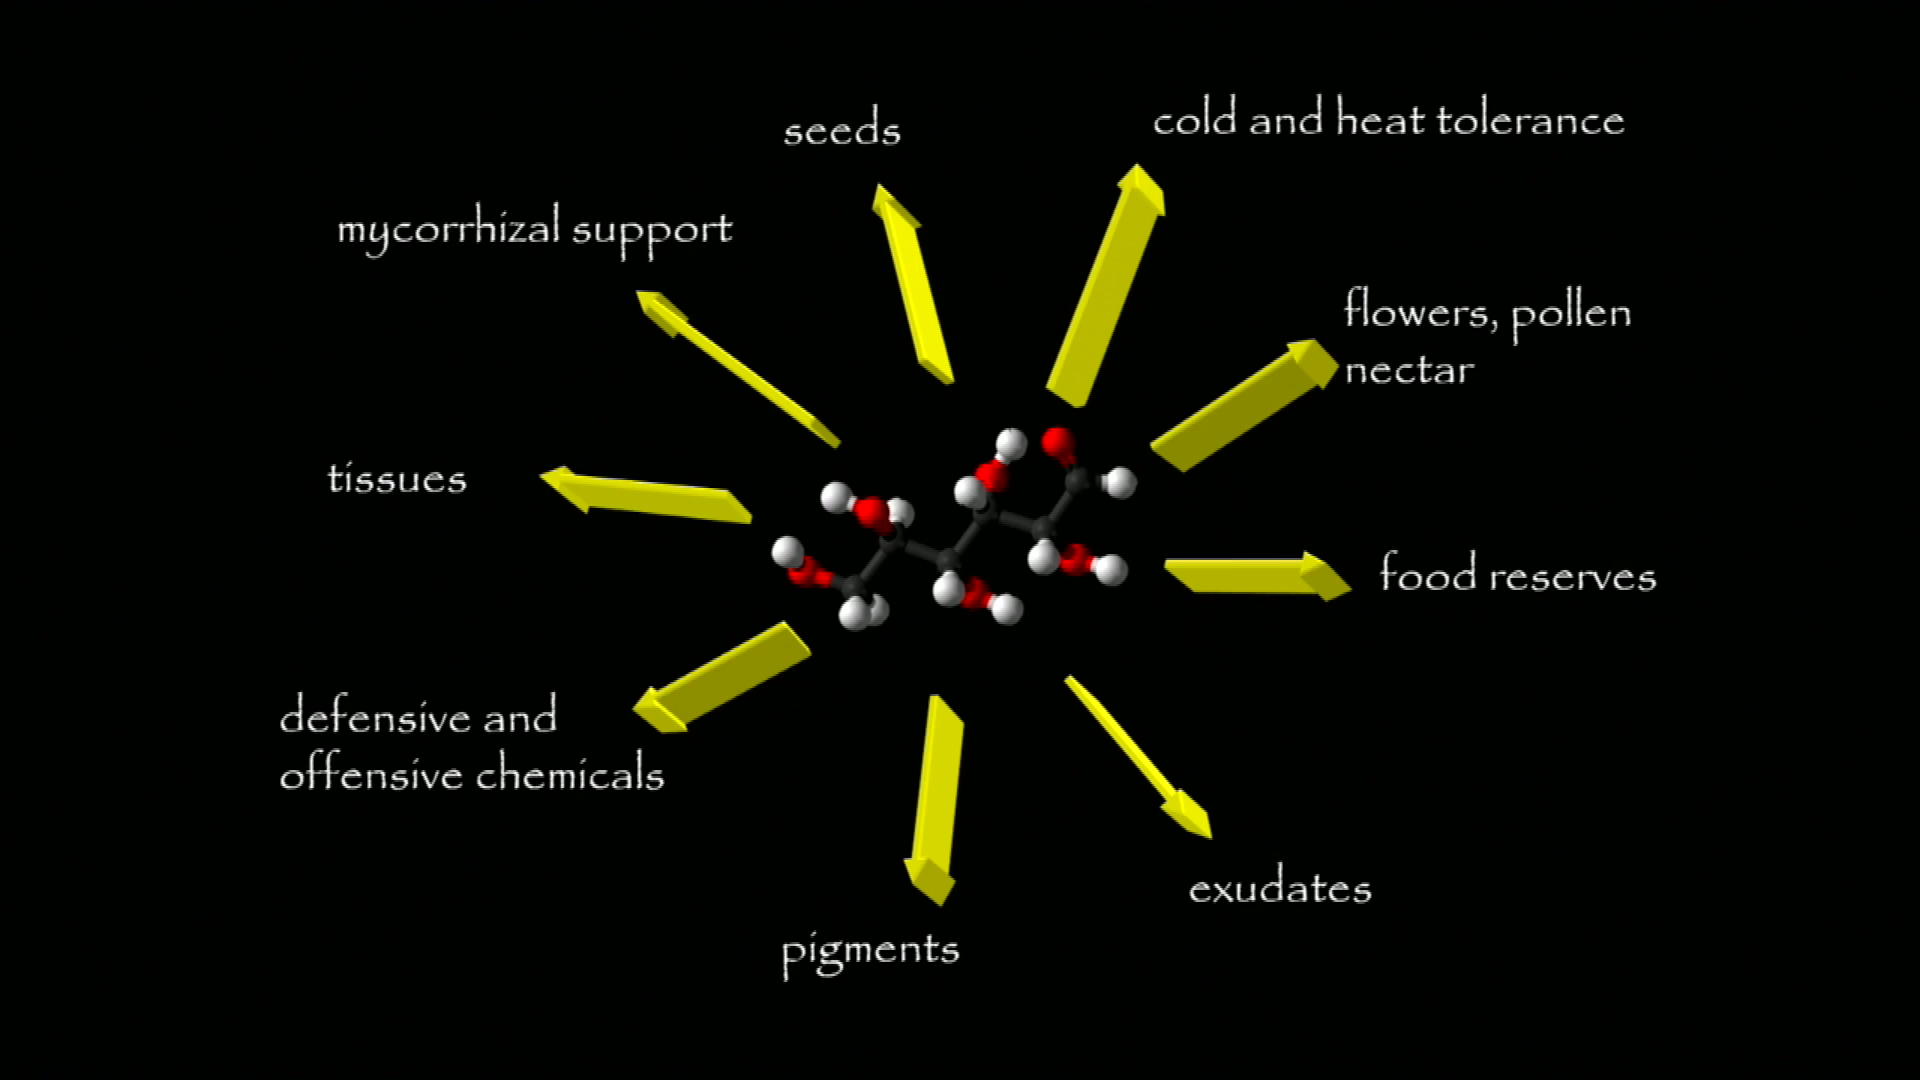 seeds
cold and heat tolerance
mycorrhizal support
flowers, pollen
nectar
tissues
food reserves
defensive and
offensive chemicals
exudates
pigments